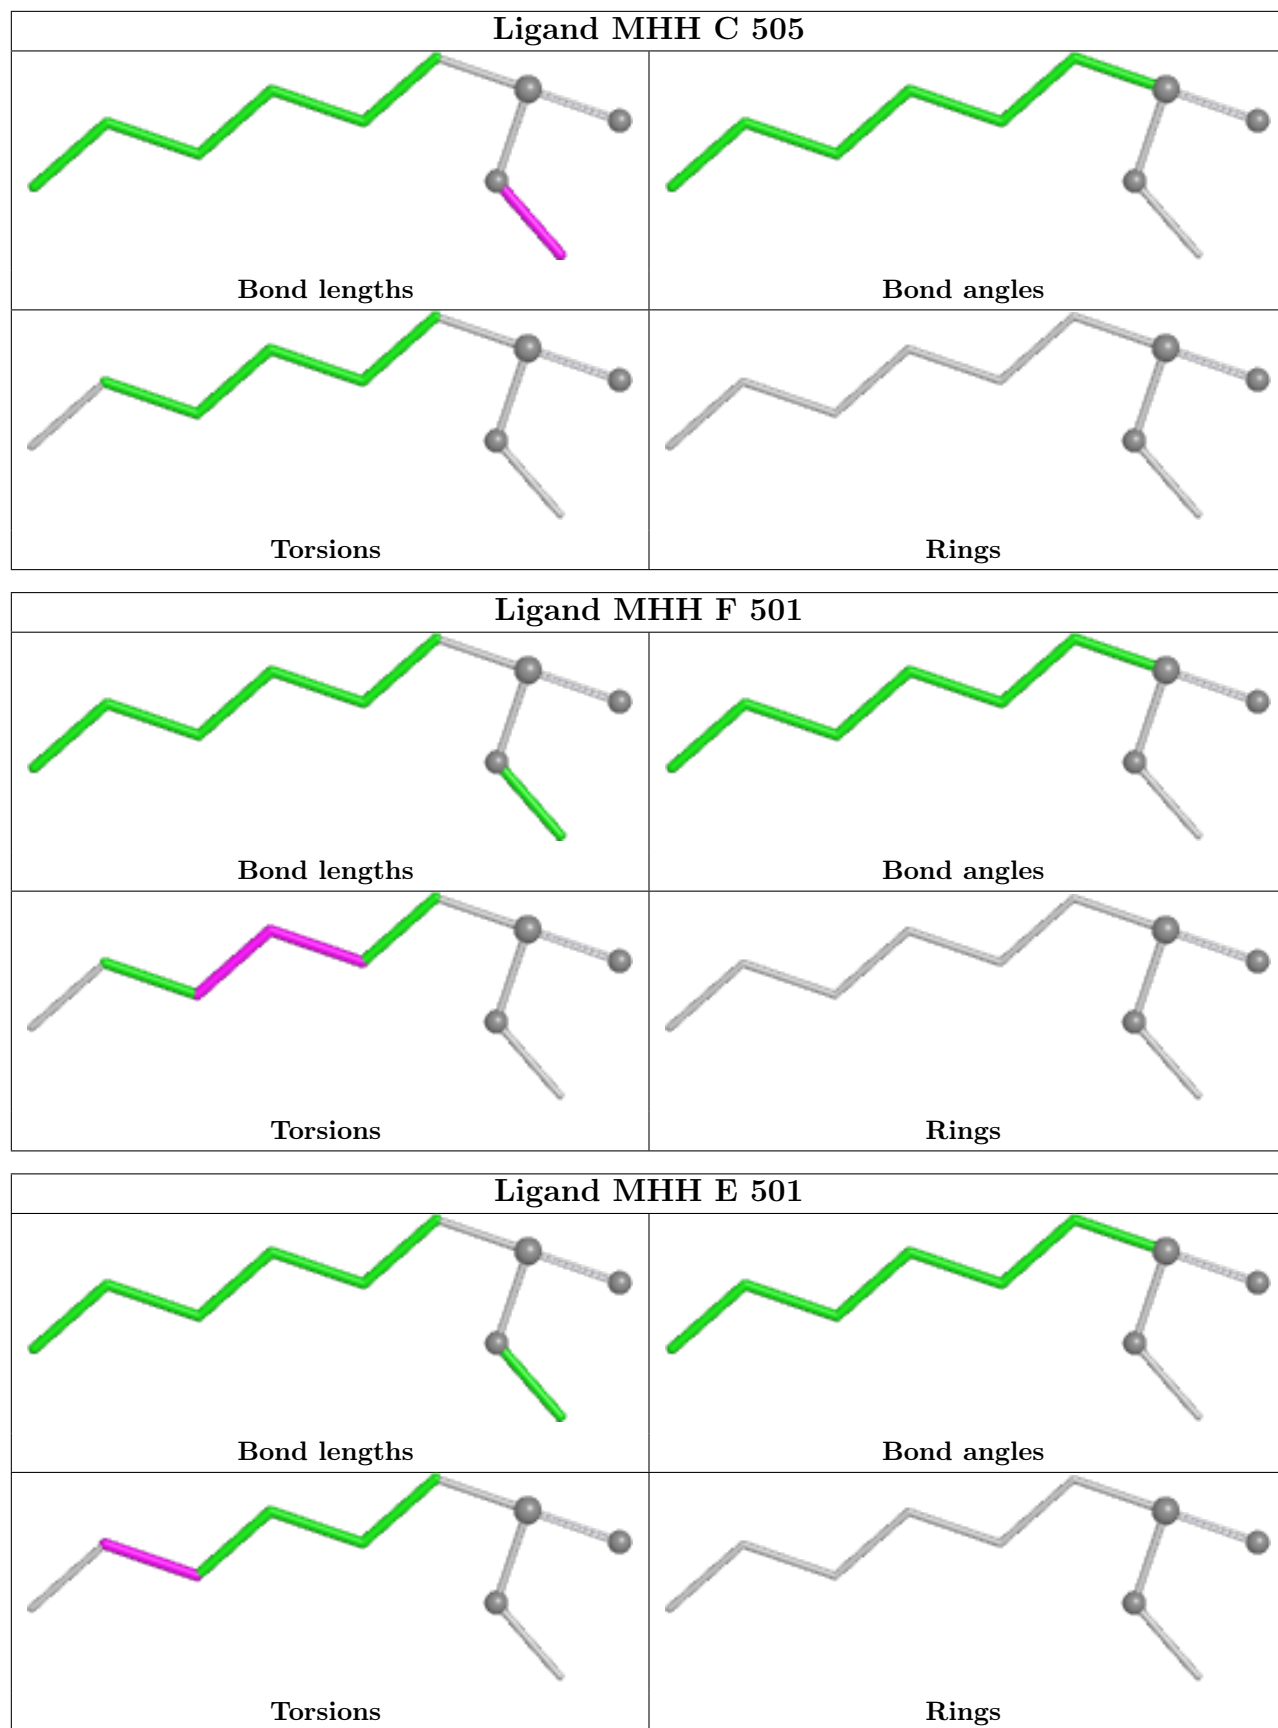 Ligand MHH C 505
Bond lengths
Bond angles
Torsions
Rings
Ligand MHH F 501
Bond lengths
Bond angles
Torsions
Rings
Ligand MHH E 501
Bond lengths
Bond angles
Torsions
Rings